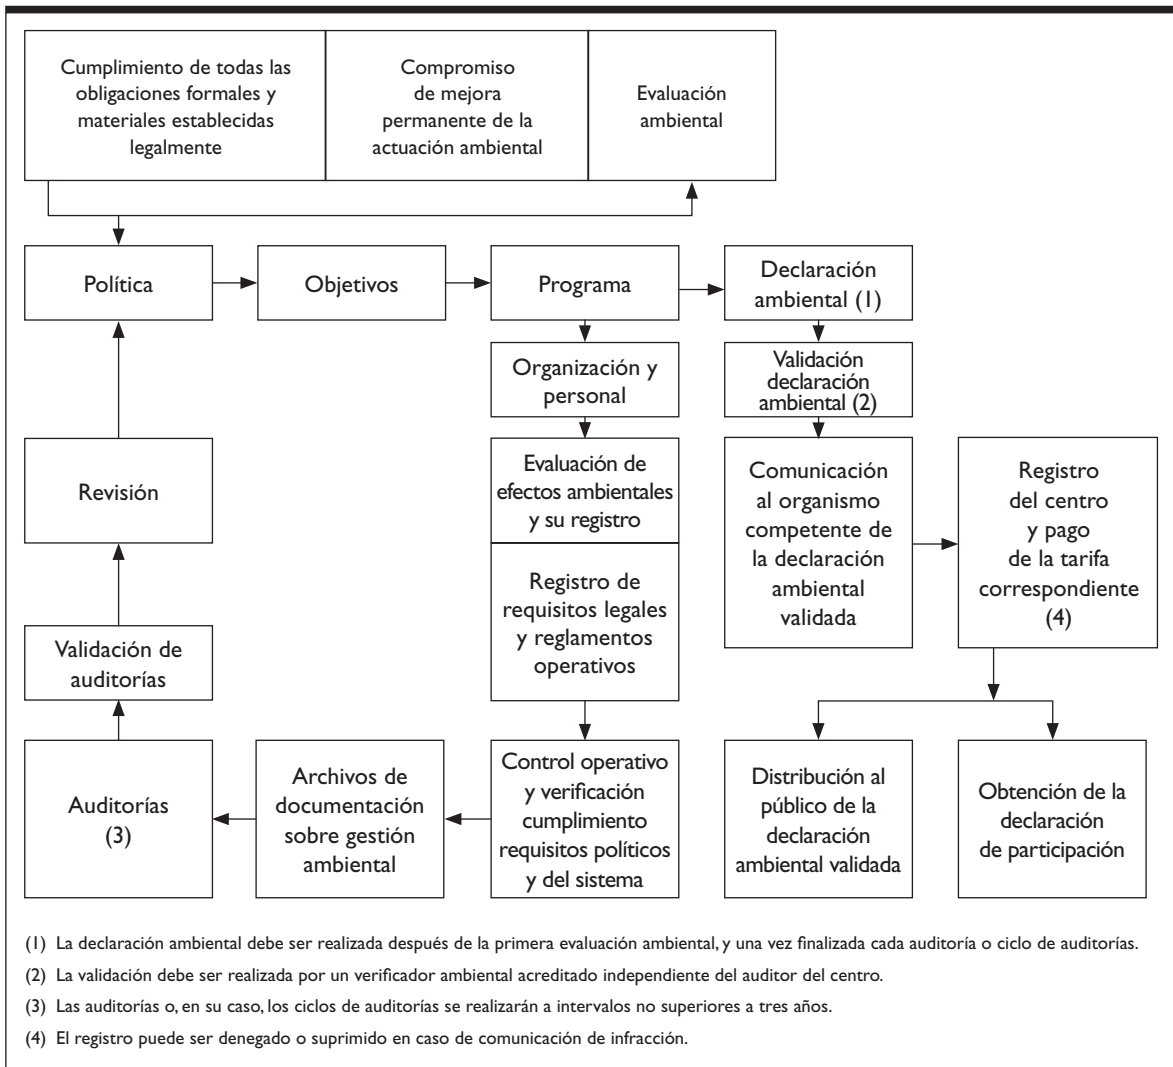 Cumplimiento de todas las
obligaciones formales y
materiales establecidas
legalmente
Compromiso
de mejora
permanente de la
actuación ambiental
Evaluación
ambiental
Política
Objetivos
Programa
Declaración
ambiental (1)
Organización y
personal
Validación
declaración
ambiental (2)
Revisión
Evaluación de
efectos ambientales
y su registro
Comunicación
al organismo
competente de
la declaración
ambiental
validada
Registro
del centro
y pago
de la tarifa
correspondiente
(4)
Registro de
requisitos legales
y reglamentos
operativos
Validación de
auditorías
Auditorías
(3)
Archivos de
documentación
sobre gestión
ambiental
Control operativo
y verificación
cumplimiento
requisitos políticos
y del sistema
Distribución al
público de la
declaración
ambiental validada
Obtención de la
declaración
de participación
(1) La declaración ambiental debe ser realizada después de la primera evaluación ambiental, y una vez finalizada cada auditoría o ciclo de auditorías.
(2) La validación debe ser realizada por un verificador ambiental acreditado independiente del auditor del centro.
(3) Las auditorías o, en su caso, los ciclos de auditorías se realizarán a intervalos no superiores a tres años.
(4) El registro puede ser denegado o suprimido en caso de comunicación de infracción.